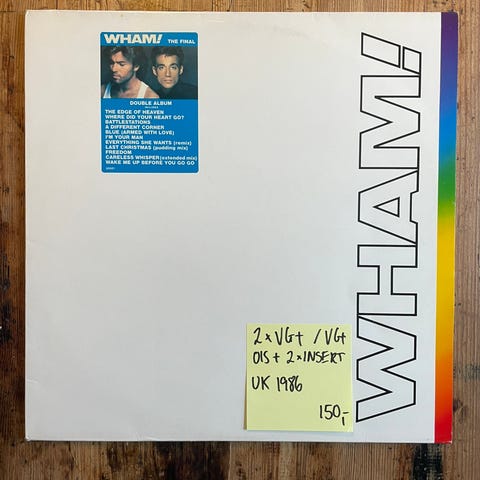 WHAM! THE FINAL
DOUBLE ALBUM
INCLUDES
THE EDGE OF HEAVEN
WHERE DID YOUR HEART GO?
BATTLESTATIONS
A DIFFERENT CORNER
BLUE (ARMED WITH LOVE)
I'M YOUR MAN
EVERYTHING SHE WANTS (remix)
LAST CHRISTMAS (pudding mix)
FREEDOM
CARELESS WHISPER (extended mix)
WAKE ME UP BEFORE YOU GO GO
WHAM!
2 x VG+ / VG+
OIS + 2 x INSERT
UK 1986
150,-